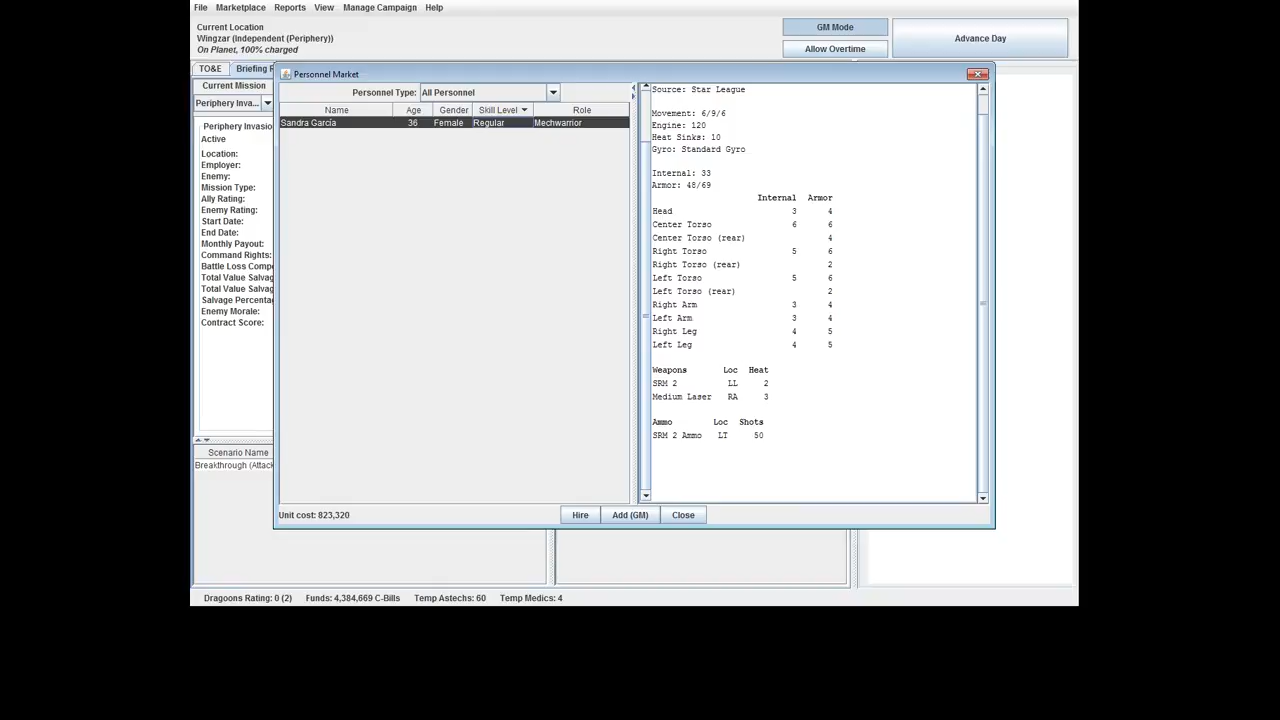 File Marketplace Reports View Manage Campaign Help
Current Location
Wingzar (Independent (Periphery))
On Planet, 100% charged
GM Mode
Allow Overtime
Advance Day
TO&E Briefing R
Current Mission
Periphery Inva...
Periphery Invasio
Active
Location:
Employer:
Enemy:
Mission Type:
Ally Rating:
Enemy Rating:
Start Date:
End Date:
Monthly Payout:
Command Rights:
Battle Loss Compe
Total Value Salvag
Total Value Salvag
Salvage Percentag
Enemy Morale:
Contract Score:
Scenario Name
Breakthrough (Attack
Personnel Market
Personnel Type: All Personnel
Name Age Gender Skill Level Role
Sandra García 36 Female Regular Mechwarrior
Source: Star League
Movement: 6/9/6
Engine: 120
Heat Sinks: 10
Gyro: Standard Gyro
Internal: 33
Armor: 48/69
Internal Armor
Head 3 4
Center Torso 6 6
Center Torso (rear) 4
Right Torso 5 6
Right Torso (rear) 2
Left Torso 5 6
Left Torso (rear) 2
Right Arm 3 4
Left Arm 3 4
Right Leg 4 5
Left Leg 4 5
Weapons Loc Heat
SRM 2 LL 2
Medium Laser RA 3
Ammo Loc Shots
SRM 2 Ammo LT 50
Unit cost: 823,320
Hire Add (GM) Close
Dragoons Rating: 0 (2) Funds: 4,384,669 C-Bills Temp Astechs: 60 Temp Medics: 4